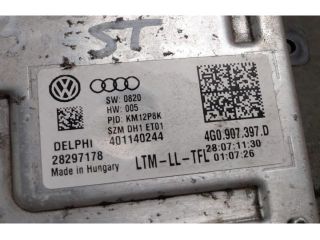 ST
SW: 0820
HW: 005
PID: KM12P8K
SZM DH1 ET01
DELPHI 401140244
28297178
Made in Hungary
LTM-LL-TFL
4G0.907.397.D
28:07:11:30
01:07:26